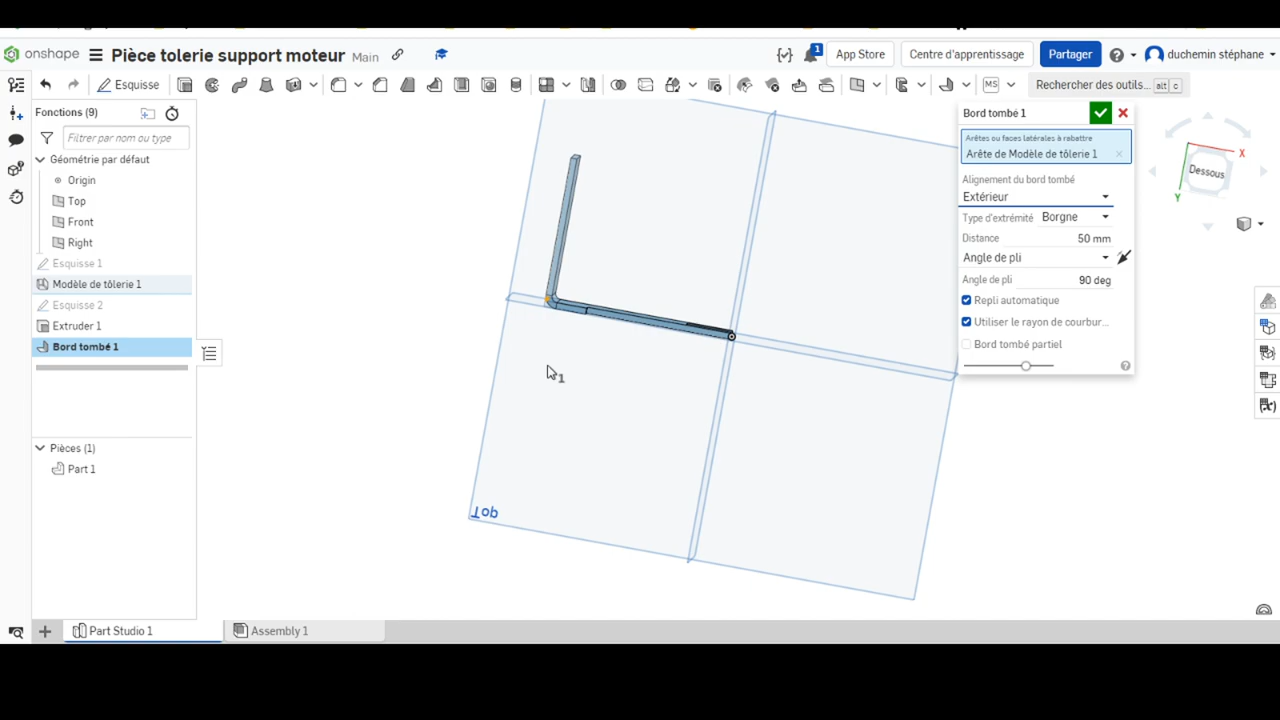 onshape
Pièce tolerie support moteur
Main
1
App Store
Centre d'apprentissage
Partager
duchemin stéphane
Esquisse
Rechercher des outils...
alt
c
Fonctions (9)
Filtrer par nom ou type
Géométrie par défaut
Origin
Top
Front
Right
Esquisse 1
Modèle de tôlerie 1
Esquisse 2
Extruder 1
Bord tombé 1
Pièces (1)
Part 1
Top
1
Bord tombé 1
Arêtes ou faces latérales à rabattre
Arête de Modèle de tôlerie 1
Alignement du bord tombé
Extérieur
Type d'extrémité Borgne
Distance 50 mm
Angle de pli
Angle de pli 90 deg
Repli automatique
Utiliser le rayon de courbur...
Bord tombé partiel
Dessous
X
Y
Part Studio 1
Assembly 1